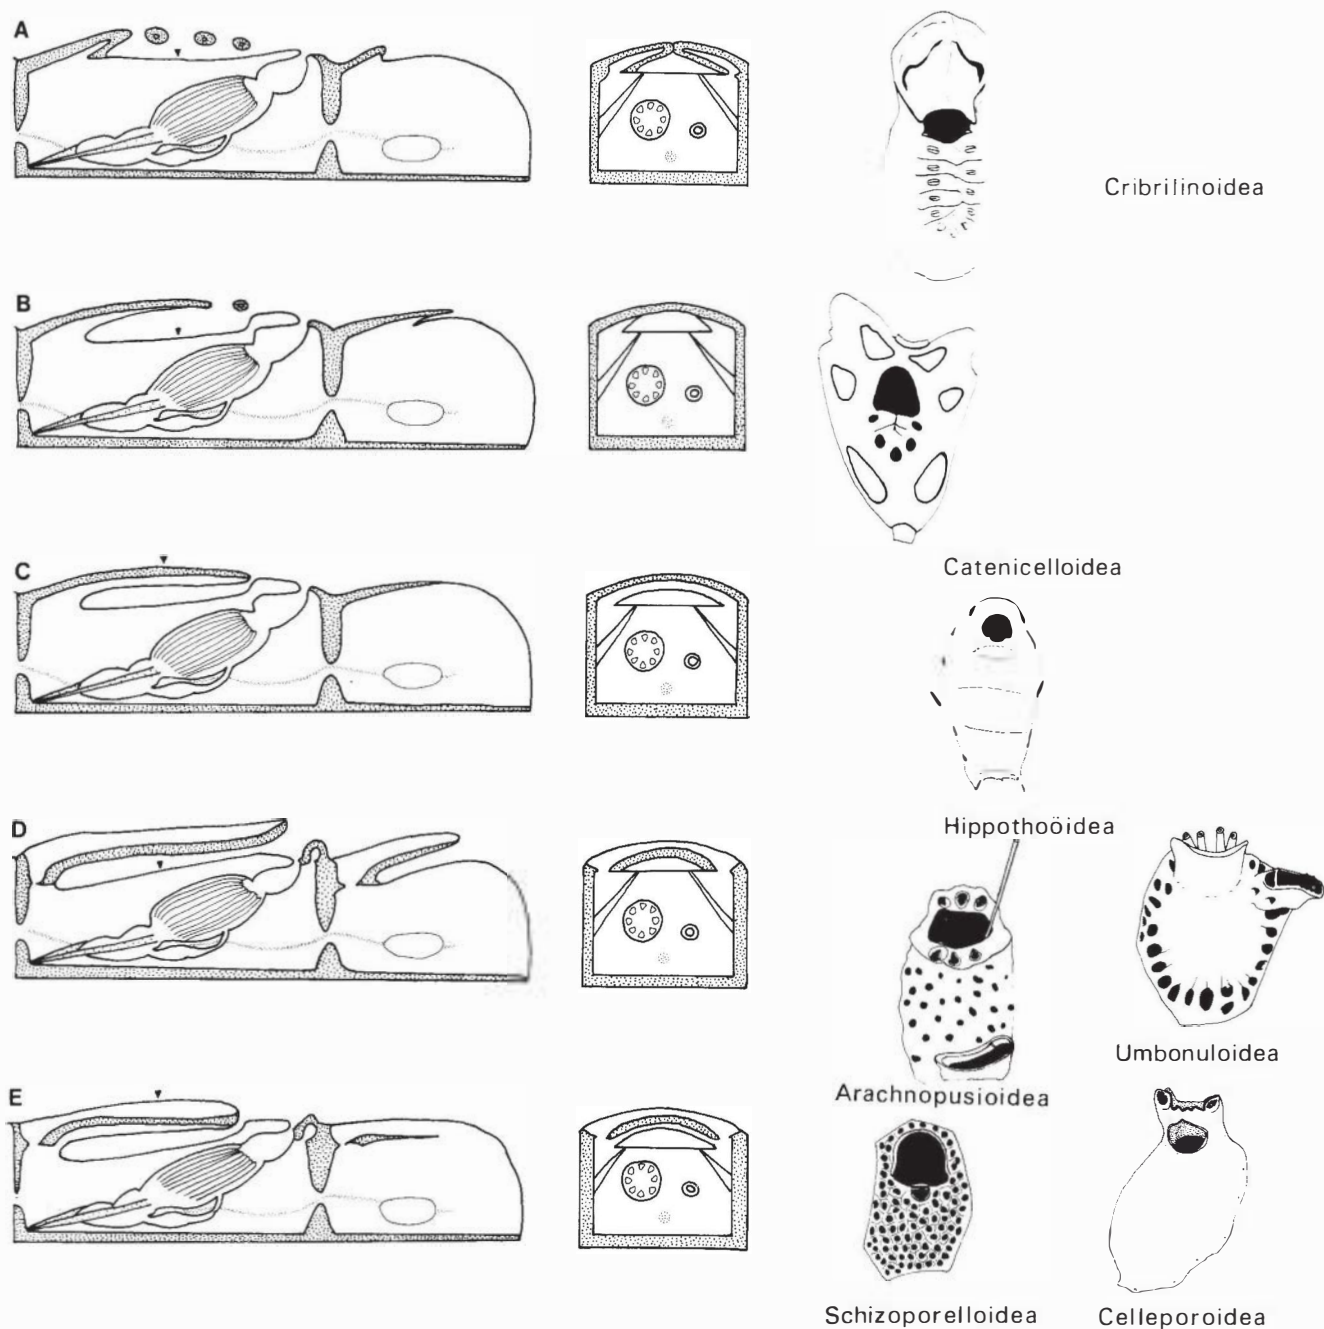 A
Cribrilinoidea
B
Catenicelloidea
C
Hippothoöidea
D
Umbonuloidea
Arachnopusioidea
E
Schizoporelloidea
Celleporoidea